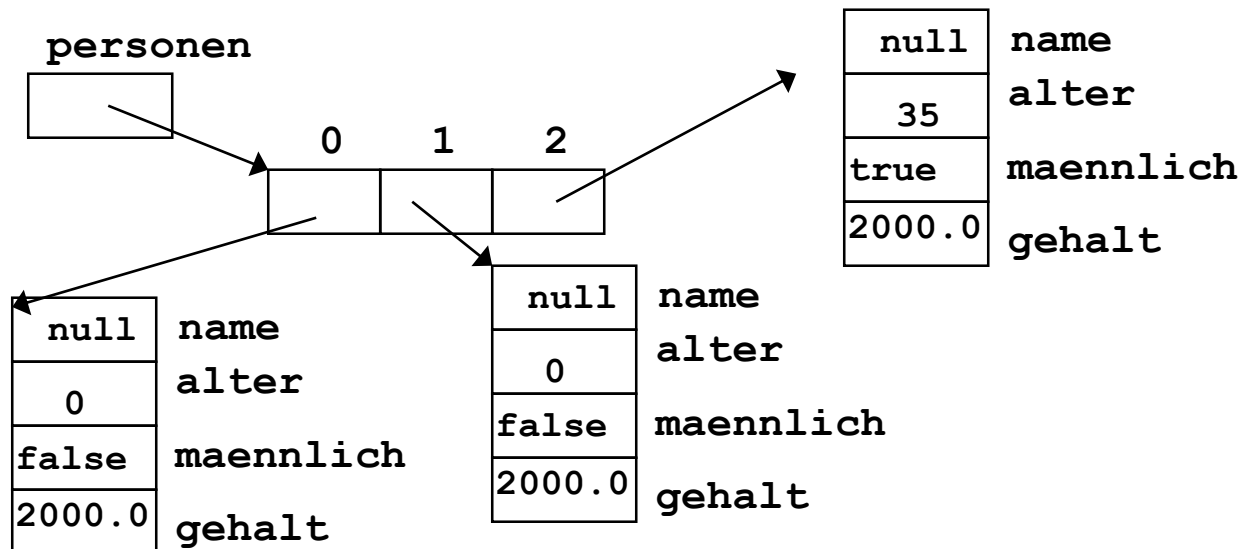 personen
0 1 2
null name
35 alter
true maennlich
2000.0 gehalt
null name
0 alter
false maennlich
2000.0 gehalt
null name
0 alter
false maennlich
2000.0 gehalt